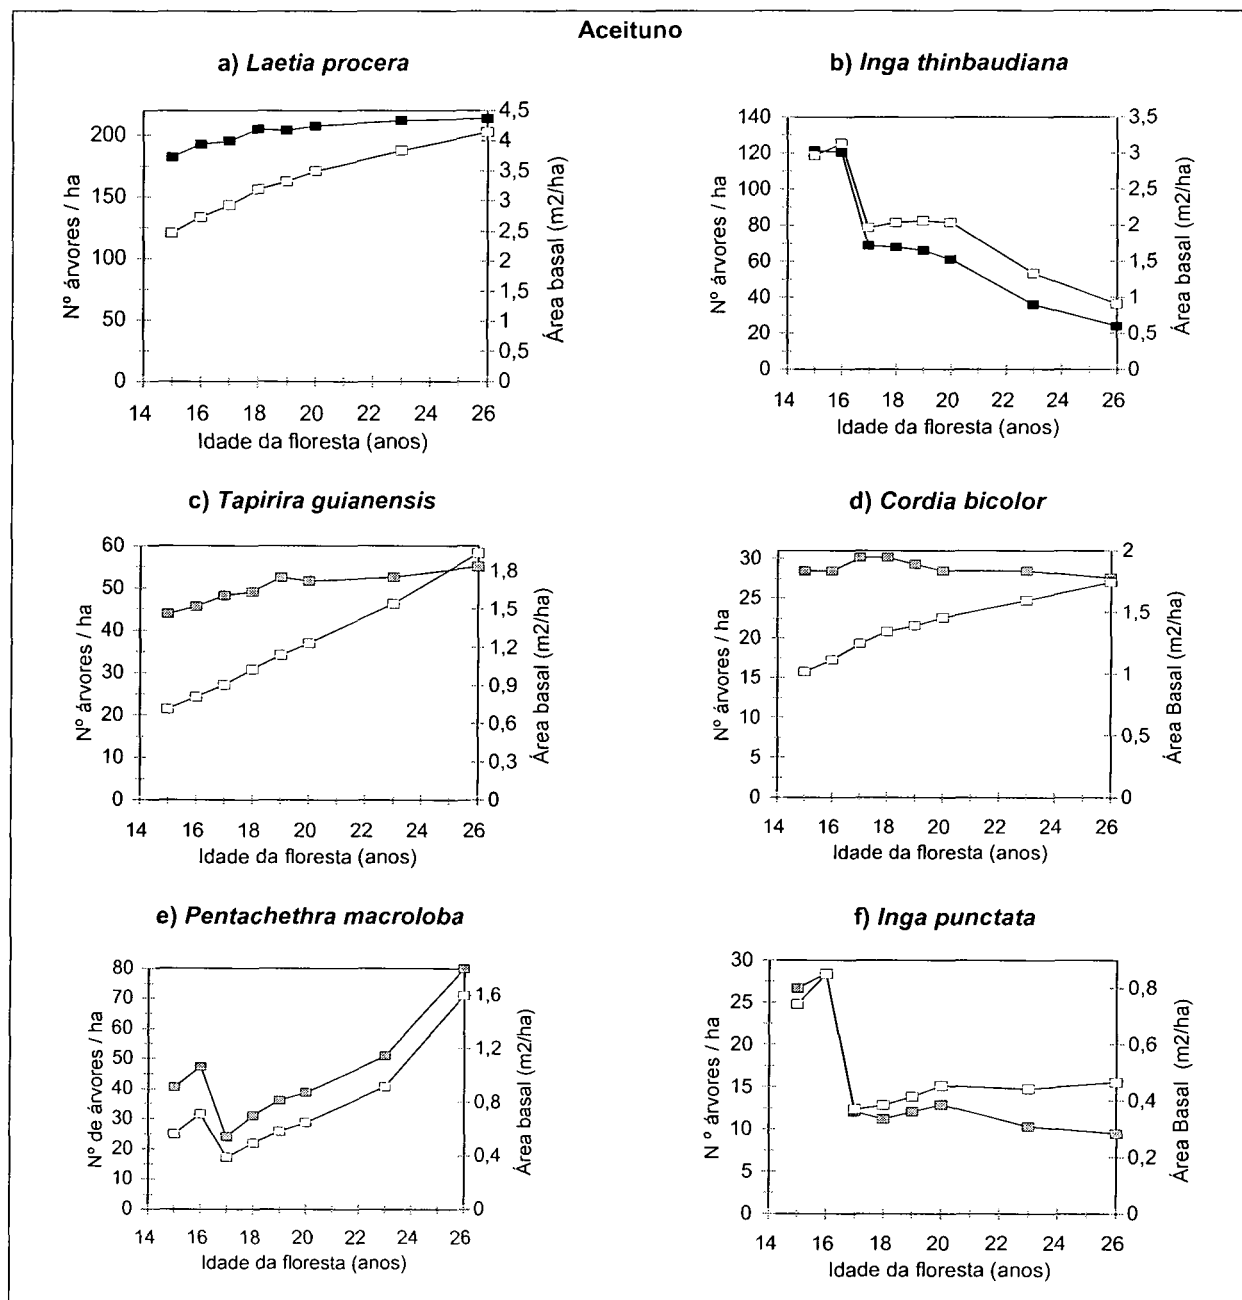 Aceituno
a) Laetia procera
200
150
100
50
0
4,5
4
3,5
3
2,5
2
1,5
1
0,5
0
Nº árvores / ha
Área basal (m2/ha)
14 16 18 20 22 24 26
Idade da floresta (anos)
b) Inga thinbaudiana
140
120
100
80
60
40
20
0
3,5
3
2,5
2
1,5
1
0,5
0
Nº árvores / ha
Área basal (m2/ha)
14 16 18 20 22 24 26
Idade da floresta (anos)
c) Tapirira guianensis
60
50
40
30
20
10
0
1,8
1,5
1,2
0,9
0,6
0,3
0
Nº árvores / ha
Área basal (m2/ha)
14 16 18 20 22 24 26
Idade da floresta (anos)
d) Cordia bicolor
30
25
20
15
10
5
0
2
1,5
1
0,5
0
Nº árvores / ha
Área Basal (m2/ha)
14 16 18 20 22 24 26
Idade da floresta (anos)
e) Pentachethra macroloba
80
70
60
50
40
30
20
10
0
1,6
1,2
0,8
0,4
0
Nº de árvores / ha
Área basal (m2/ha)
14 16 18 20 22 24 26
Idade da floresta (anos)
f) Inga punctata
30
25
20
15
10
5
0
0,8
0,6
0,4
0,2
0
N º árvores / ha
Área Basal (m2/ha)
14 16 18 20 22 24 26
Idade da floresta (anos)